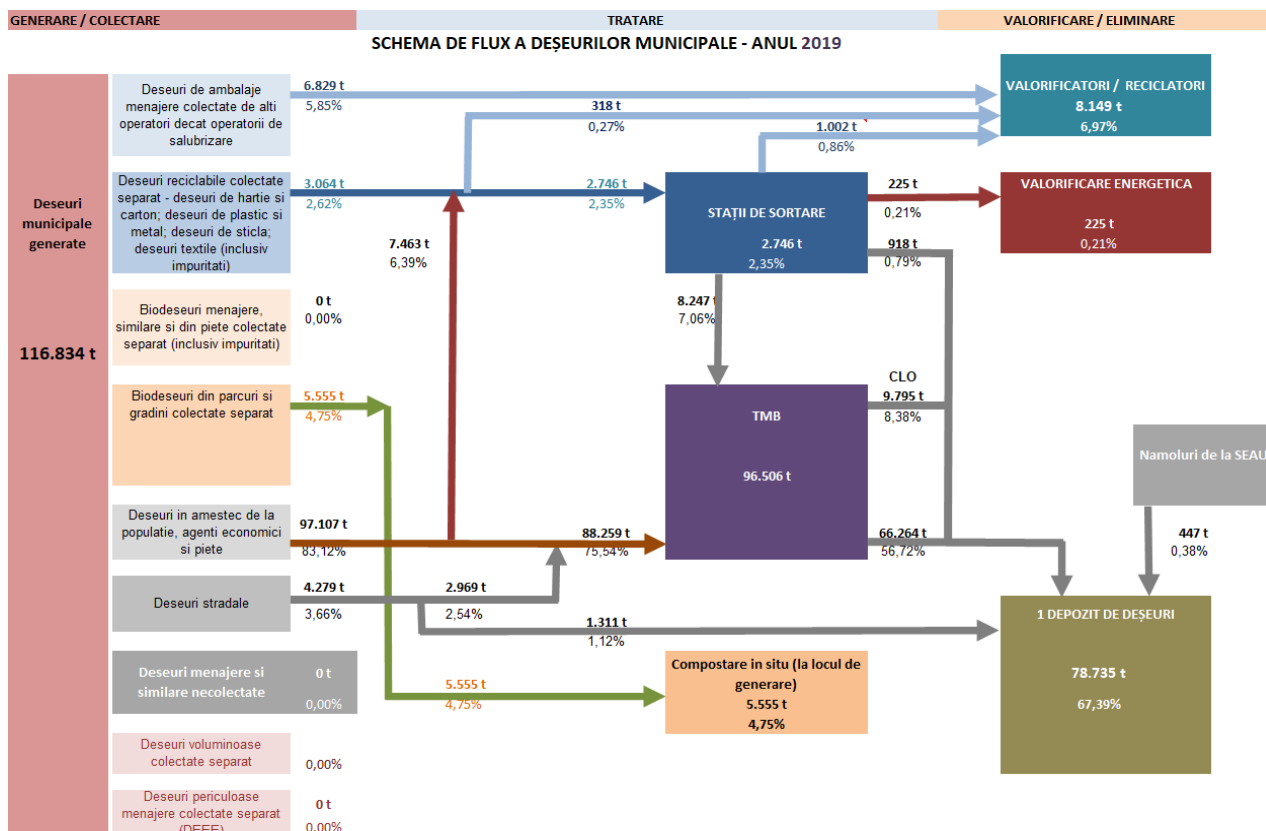 GENERARE / COLECTARE
TRATARE
VALORIFICARE / ELIMINARE
SCHEMA DE FLUX A DEȘEURILOR MUNICIPALE - ANUL 2019
Deseuri
municipale
generate
116.834 t
Deseuri de ambalaje
menajere colectate de alti
operatori decat operatorii de
salubrizare
6.829 t
5,85%
318 t
0,27%
1.002 t
0,86%
VALORIFICATORI / RECICLATORI
8.149 t
6,97%
Deseuri reciclabile colectate
separat - deseuri de hartie si
carton; deseuri de plastic si
metal; deseuri de sticla;
deseuri textile (inclusiv
impuritati)
3.064 t
2,62%
2.746 t
2,35%
7.463 t
6,39%
STAȚII DE SORTARE
2.746 t
2,35%
225 t
0,21%
918 t
0,79%
VALORIFICARE ENERGETICA
225 t
0,21%
Biodeseuri menajere,
similare si din piete colectate
separat (inclusiv impuritati)
0 t
0,00%
8.247 t
7,06%
Biodeseuri din parcuri si
gradini colectate separat
5.555 t
4,75%
TMB
96.506 t
CLO
9.795 t
8,38%
Namoluri de la SEAU
Deseuri in amestec de la
populatie, agenti economici
si piete
97.107 t
83,12%
88.259 t
75,54%
66.264 t
56,72%
447 t
0,38%
Deseuri stradale
4.279 t
3,66%
2.969 t
2,54%
1.311 t
1,12%
1 DEPOZIT DE DEȘEURI
78.735 t
67,39%
Deseuri menajere si
similare necolectate
0 t
0,00%
5.555 t
4,75%
Compostare in situ (la locul de
generare)
5.555 t
4,75%
Deseuri voluminoase
colectate separat
0,00%
Deseuri periculoase
menajere colectate separat
(DEEE)
0 t
0,00%